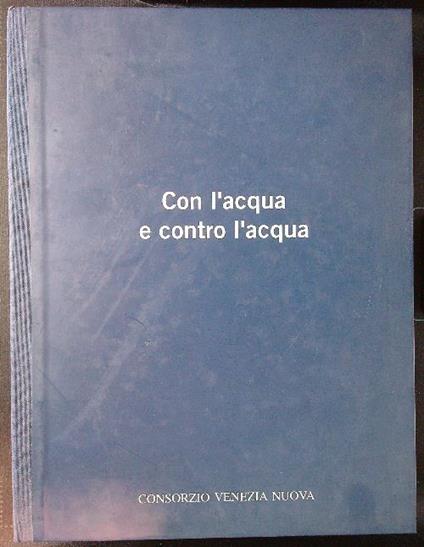 Con l'acqua
e contro l'acqua
CONSORZIO VENEZIA NUOVA